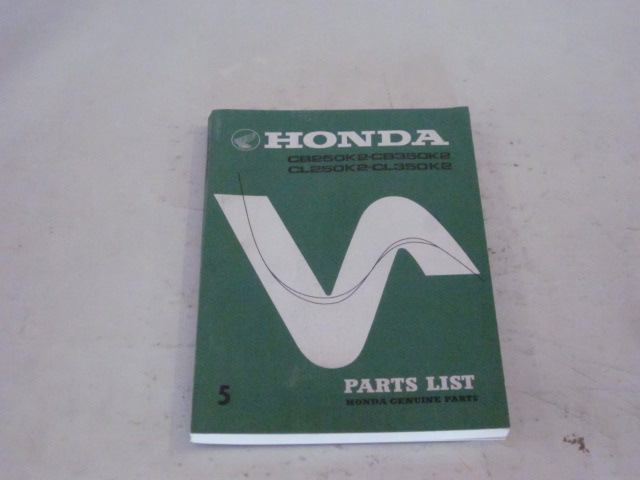 HONDA
CB250K2-CB350K2
CL250K2-CL350K2
5
PARTS LIST
HONDA GENUINE PARTS